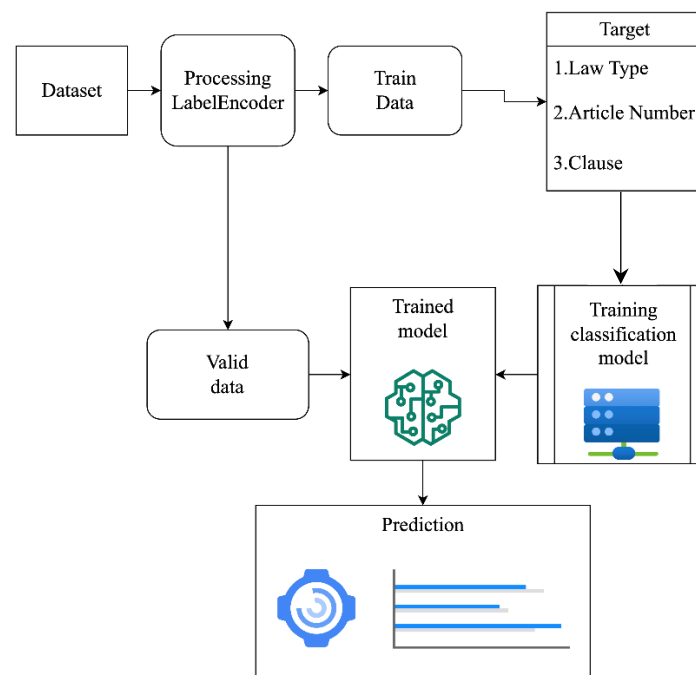 Dataset
Processing
LabelEncoder
Train
Data
Target
1.Law Type
2.Article Number
3.Clause
Valid
data
Trained
model
Training
classification
model
Prediction